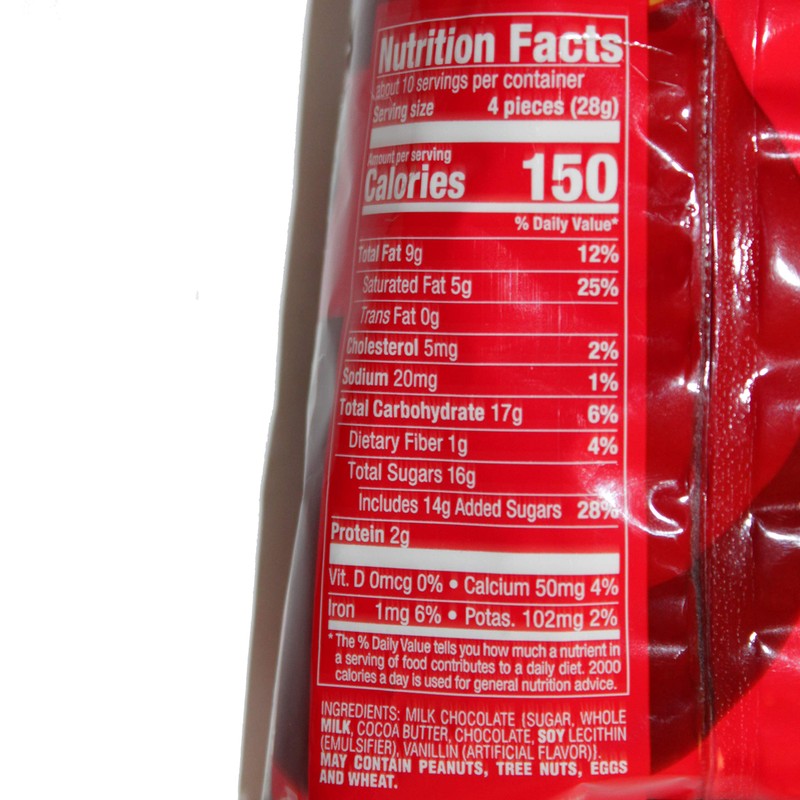 Nutrition Facts
about 10 servings per container
Serving size 4 pieces (28g)
Amount per serving
Calories 150
% Daily Value*
Total Fat 9g 12%
Saturated Fat 5g 25%
Trans Fat 0g
Cholesterol 5mg 2%
Sodium 20mg 1%
Total Carbohydrate 17g 6%
Dietary Fiber 1g 4%
Total Sugars 16g
Includes 14g Added Sugars 28%
Protein 2g
Vit. D 0mcg 0% • Calcium 50mg 4%
Iron 1mg 6% • Potas. 102mg 2%
* The % Daily Value tells you how much a nutrient in
a serving of food contributes to a daily diet. 2000
calories a day is used for general nutrition advice.
INGREDIENTS: MILK CHOCOLATE {SUGAR, WHOLE
MILK, COCOA BUTTER, CHOCOLATE, SOY LECITHIN
(EMULSIFIER), VANILLIN (ARTIFICIAL FLAVOR)}.
MAY CONTAIN PEANUTS, TREE NUTS, EGGS
AND WHEAT.